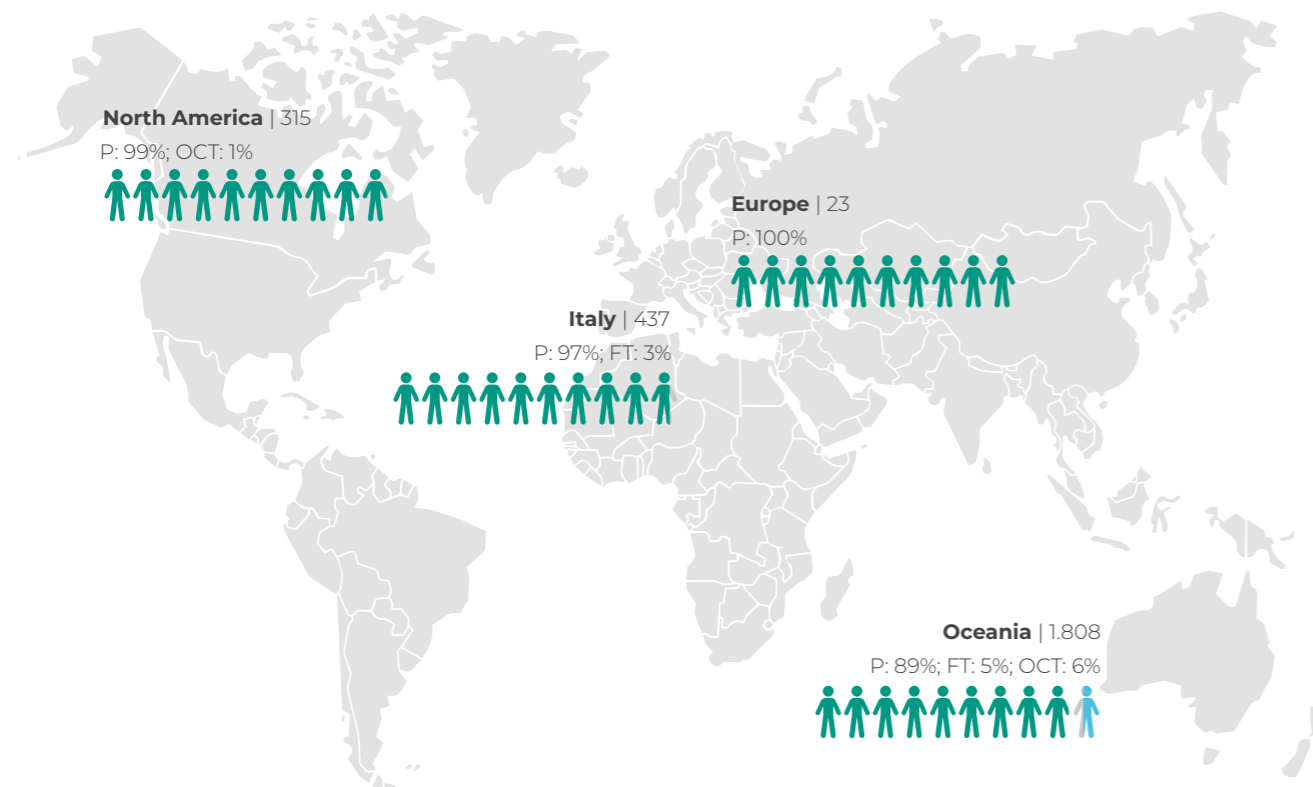 North America | 315
P: 99%; OCT: 1%
Europe | 23
P: 100%
Italy | 437
P: 97%; FT: 3%
Oceania | 1.808
P: 89%; FT: 5%; OCT: 6%